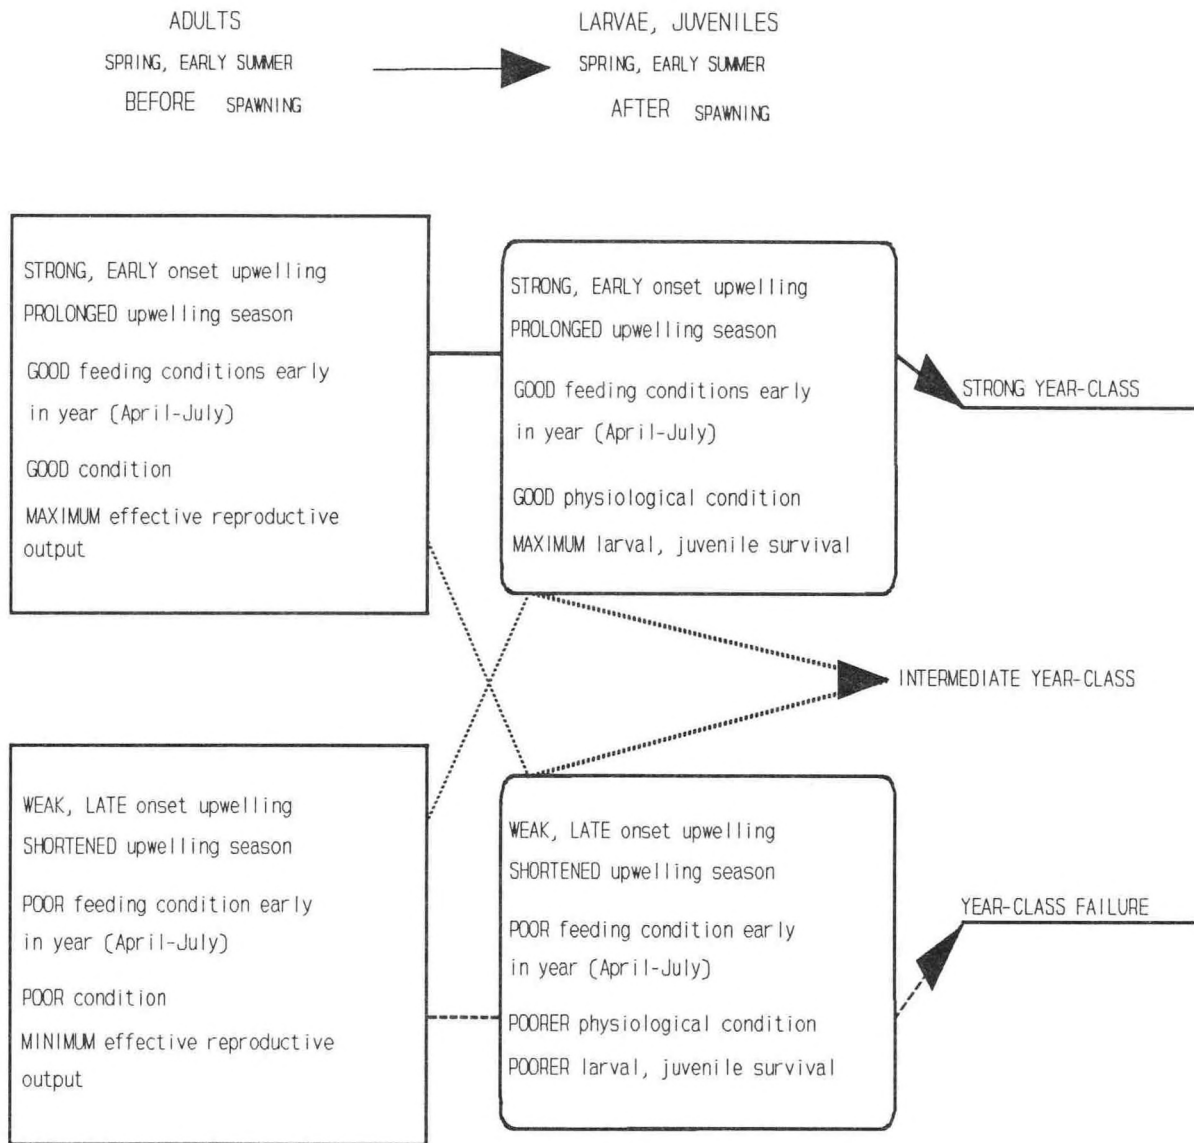 ADULTS
SPRING, EARLY SUMMER
BEFORE SPAWNING
LARVAE, JUVENILES
SPRING, EARLY SUMMER
AFTER SPAWNING
STRONG, EARLY onset upwelling
PROLONGED upwelling season
GOOD feeding conditions early
in year (April-July)
GOOD condition
MAXIMUM effective reproductive
output
STRONG, EARLY onset upwelling
PROLONGED upwelling season
GOOD feeding conditions early
in year (April-July)
GOOD physiological condition
MAXIMUM larval, juvenile survival
STRONG YEAR-CLASS
INTERMEDIATE YEAR-CLASS
WEAK, LATE onset upwelling
SHORTENED upwelling season
POOR feeding condition early
in year (April-July)
POOR condition
MINIMUM effective reproductive
output
WEAK, LATE onset upwelling
SHORTENED upwelling season
POOR feeding condition early
in year (April-July)
POORER physiological condition
POORER larval, juvenile survival
YEAR-CLASS FAILURE